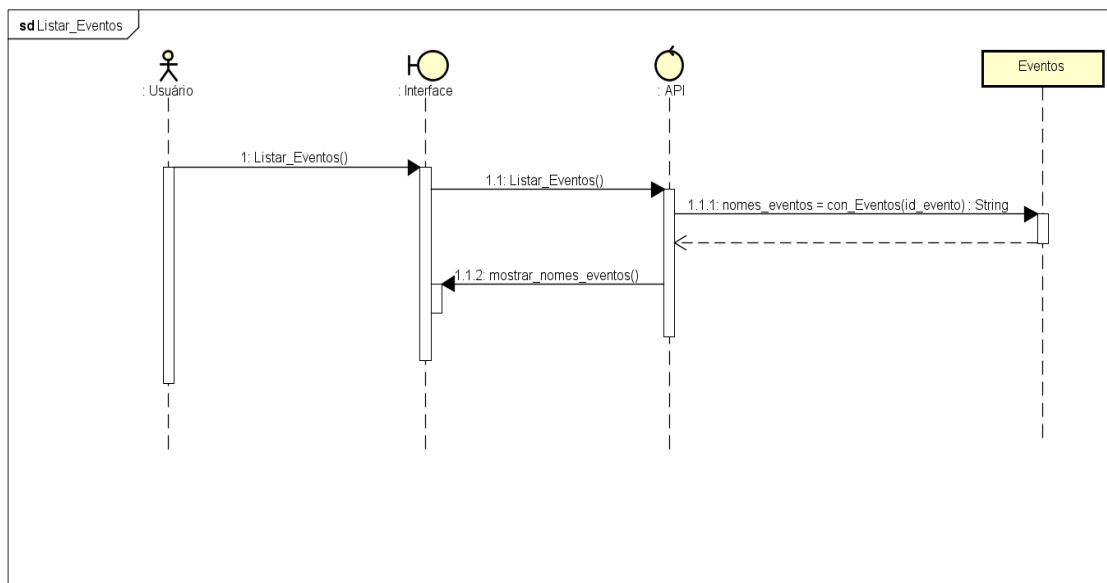 sd Listar_Eventos
: Usuário
: Interface
: API
Eventos
1: Listar_Eventos()
1.1: Listar_Eventos()
1.1.1: nomes_eventos = con_Eventos(id_evento) : String
1.1.2: mostrar_nomes_eventos()